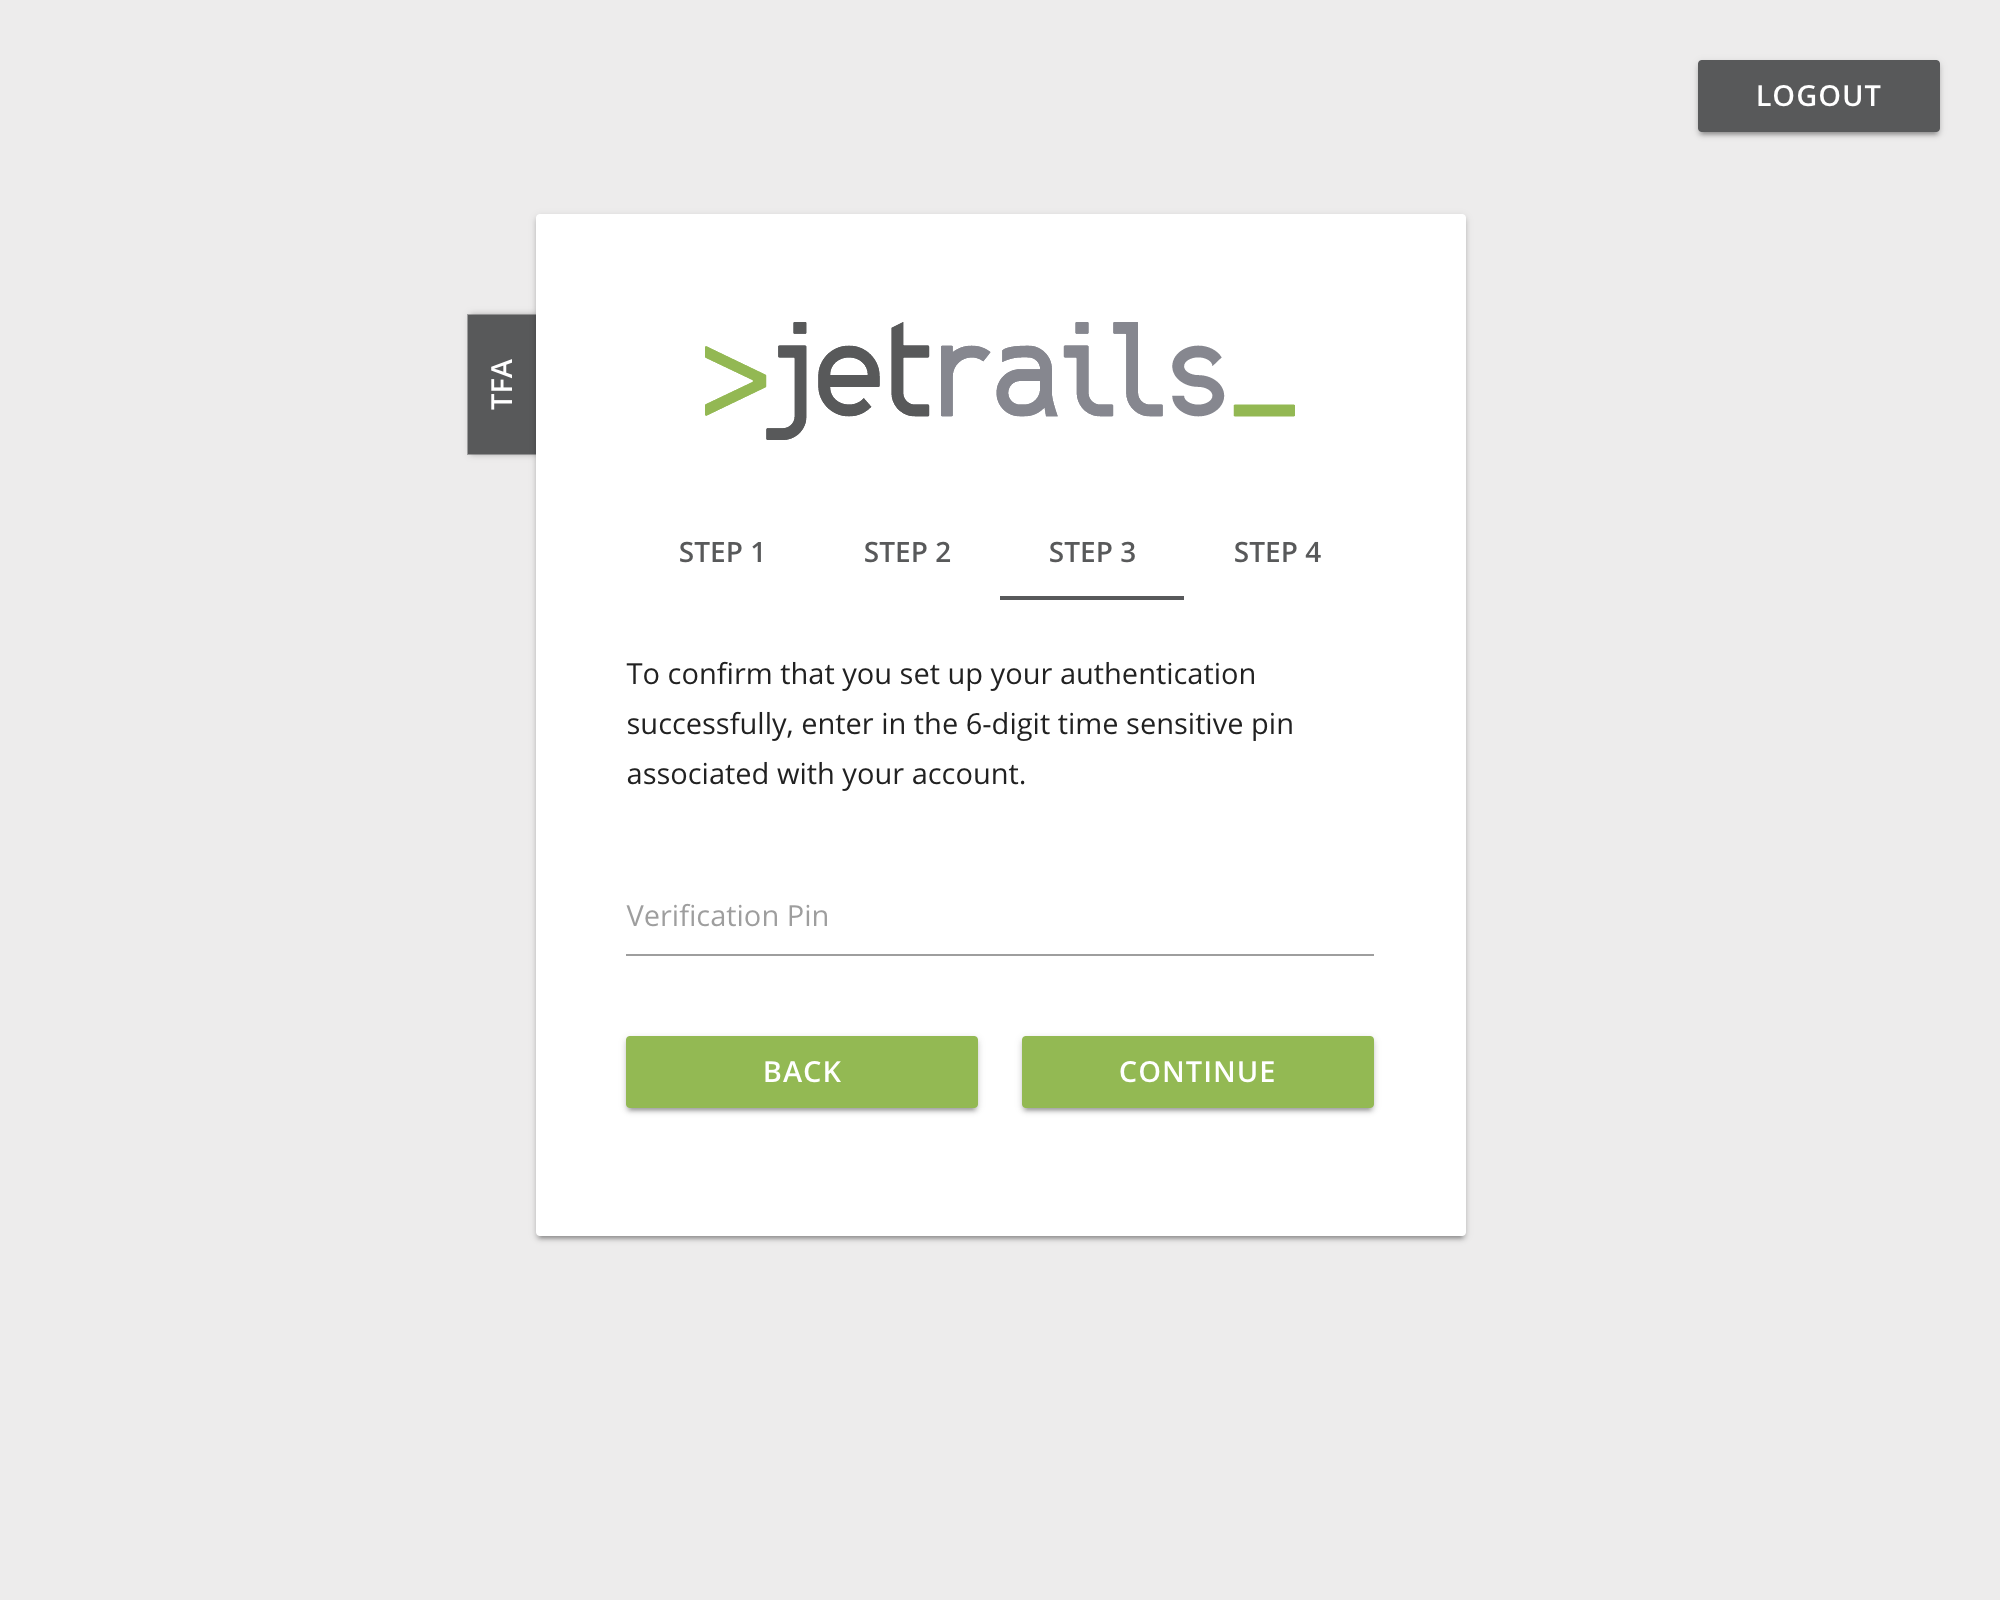 LOGOUT
TFA
>jetrails_
STEP 1 STEP 2 STEP 3 STEP 4
To confirm that you set up your authentication
successfully, enter in the 6-digit time sensitive pin
associated with your account.
Verification Pin
BACK CONTINUE